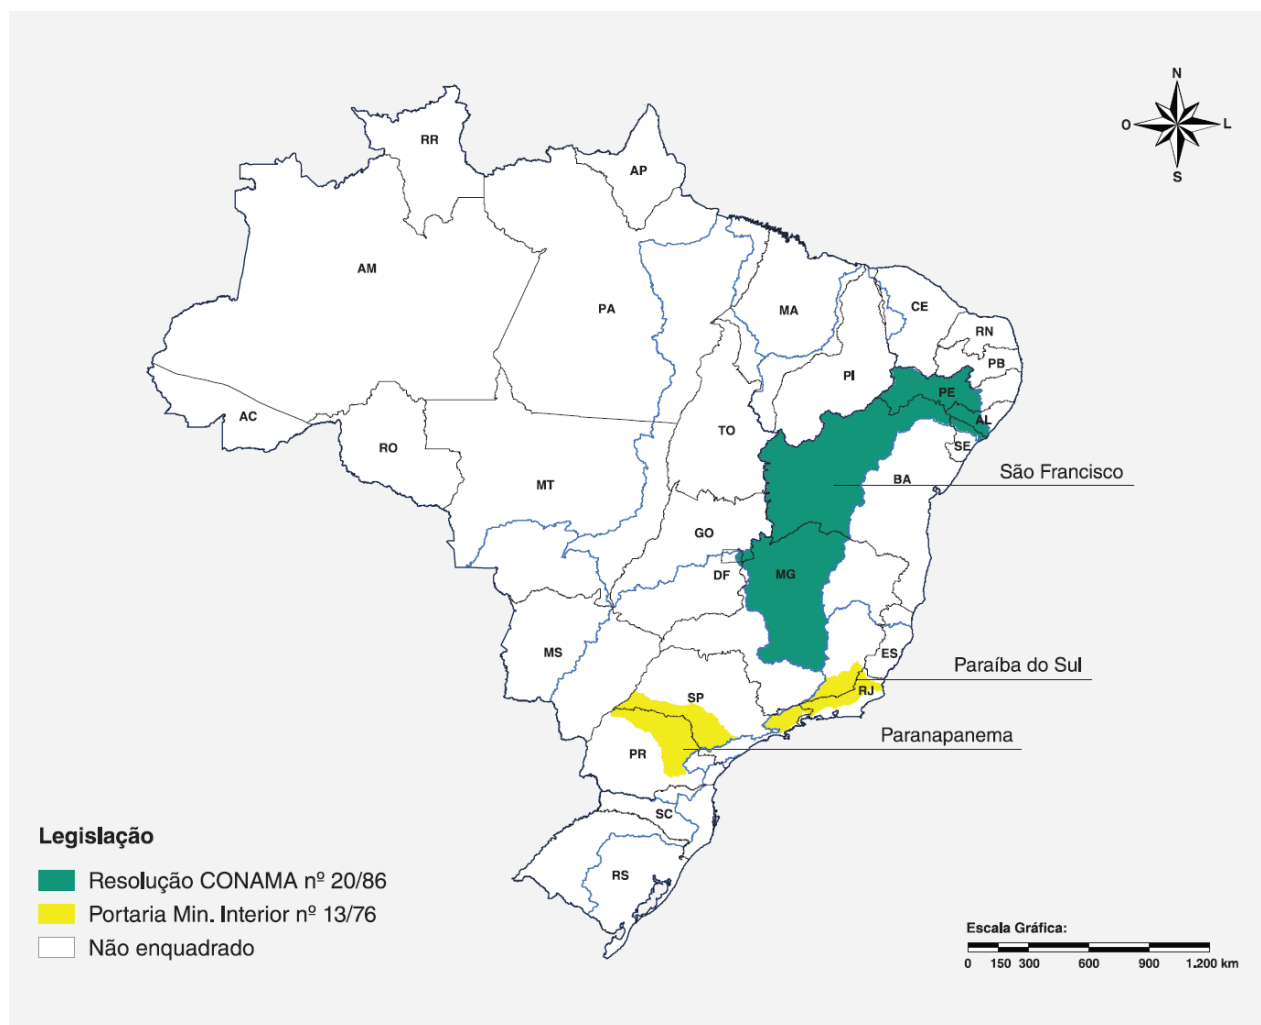 N
O L
S
RR
AP
AM
PA
MA
CE
RN
PB
PI
PE
AL
SE
AC
RO
TO
BA
MT
São Francisco
GO
DF
MG
MS
ES
Paraíba do Sul
RJ
SP
Paranapanema
PR
SC
RS
Legislação
Resolução CONAMA nº 20/86
Portaria Min. Interior nº 13/76
Não enquadrado
Escala Gráfica:
0 150 300 600 900 1.200 km